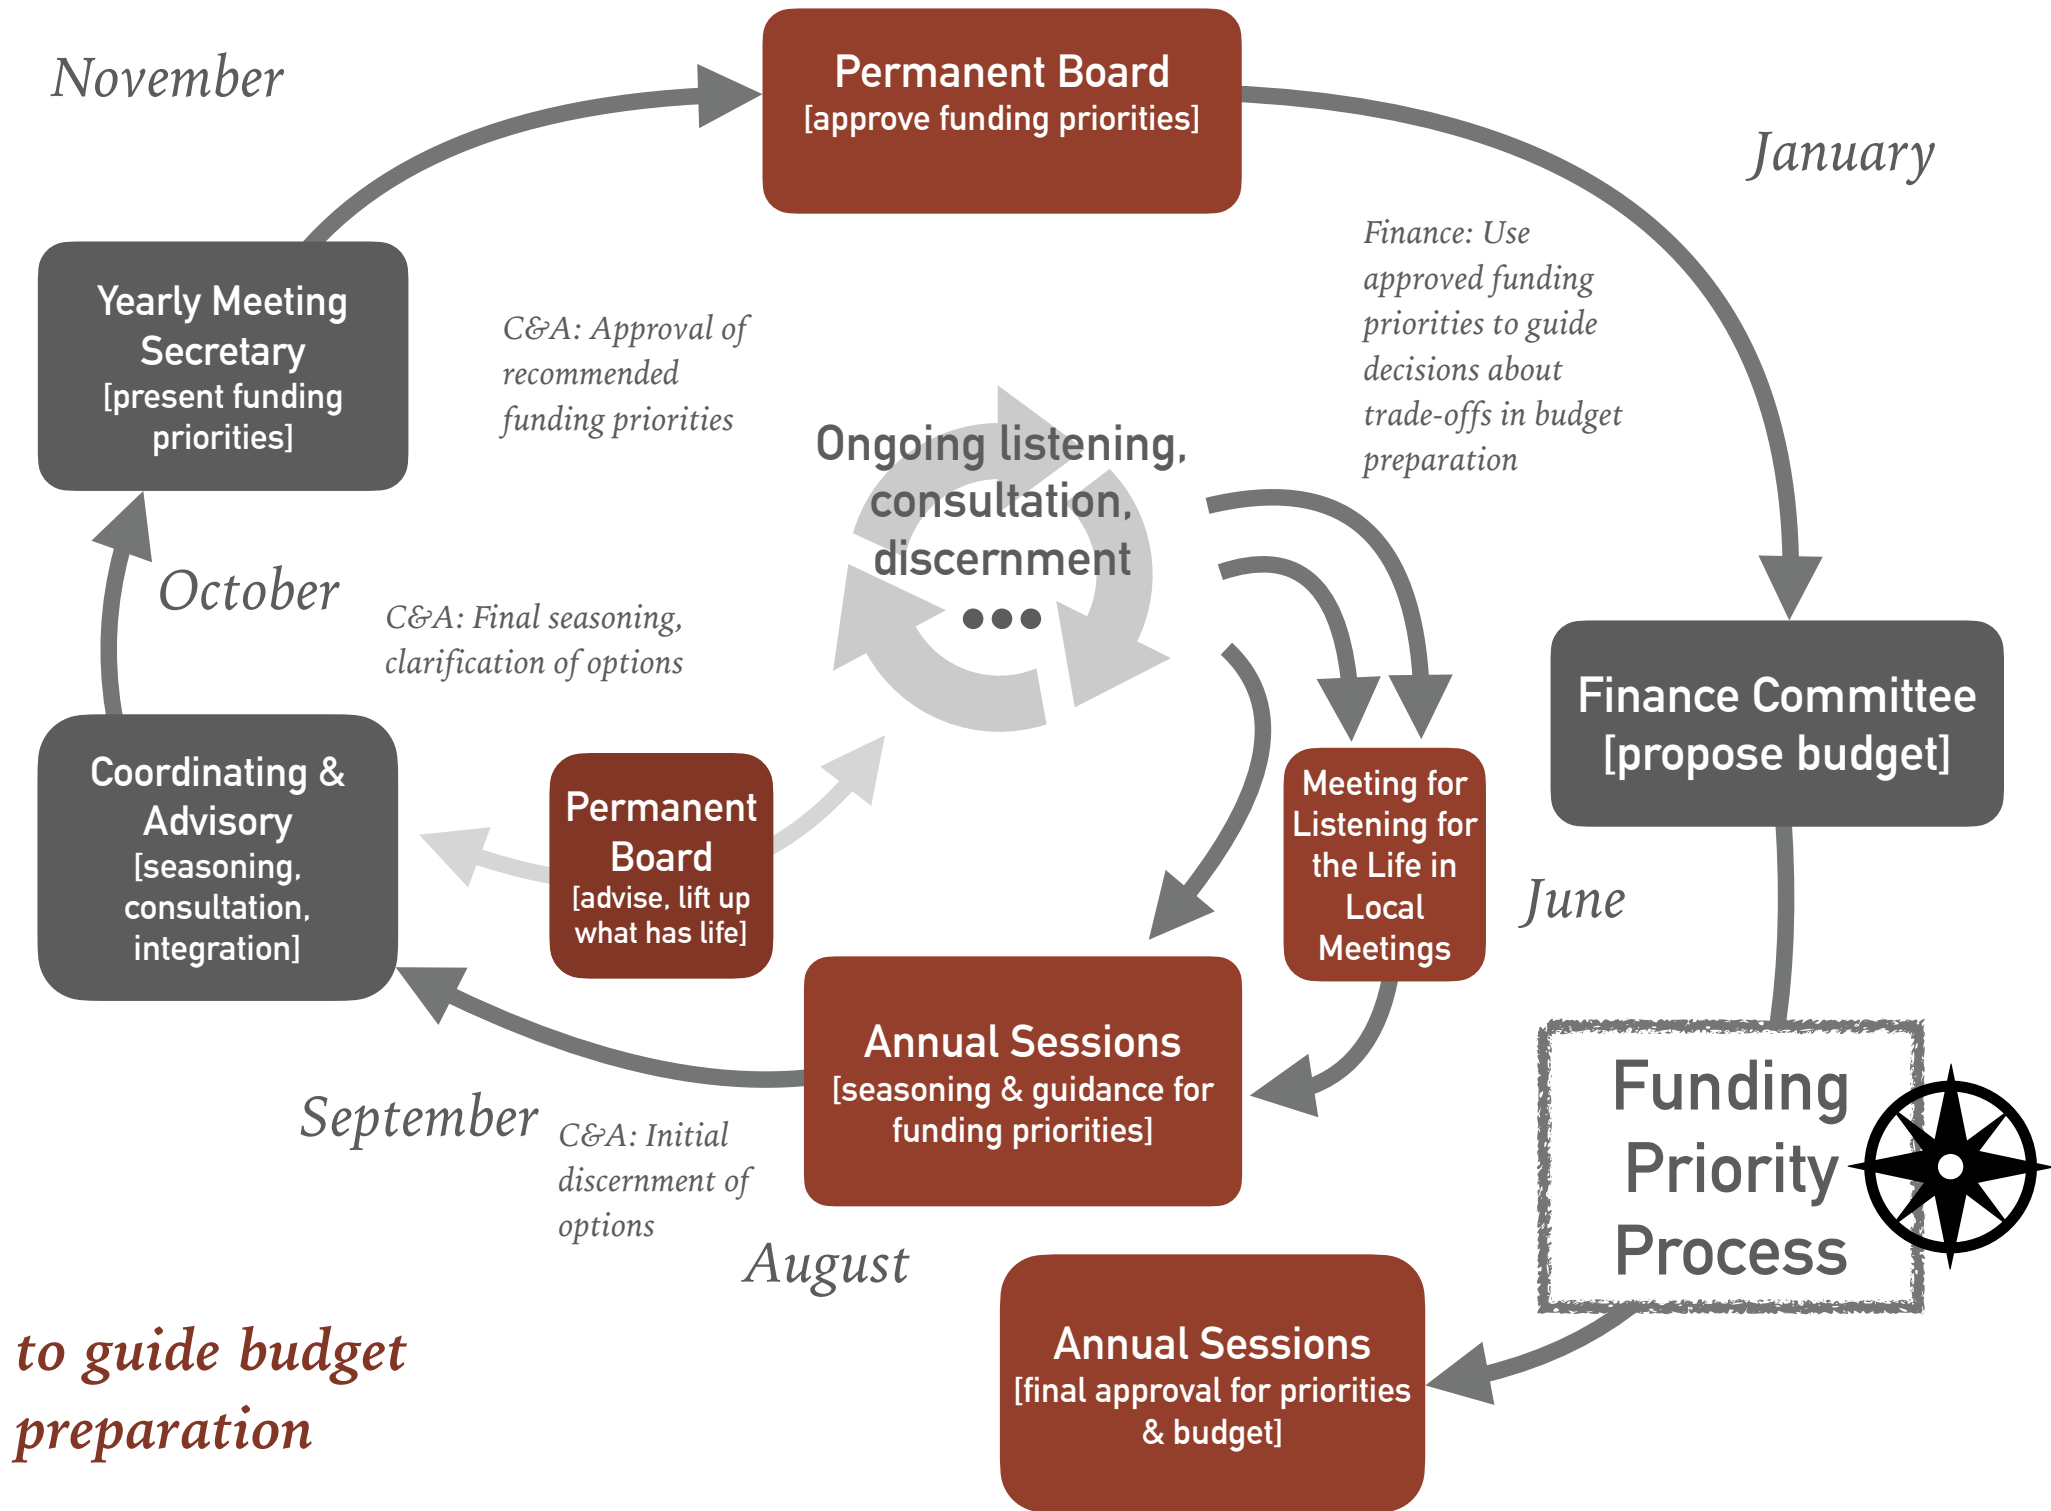 November
Permanent Board
[approve funding priorities]
January
Yearly Meeting
Secretary
[present funding
priorities]
C&A: Approval of
recommended
funding priorities
Finance: Use
approved funding
priorities to guide
decisions about
trade-offs in budget
preparation
Ongoing listening,
consultation,
discernment
•••
October
C&A: Final seasoning,
clarification of options
Finance Committee
[propose budget]
Coordinating &
Advisory
[seasoning,
consultation,
integration]
Permanent
Board
[advise, lift up
what has life]
Meeting for
Listening for
the Life in
Local
Meetings
June
Annual Sessions
[seasoning & guidance for
funding priorities]
September
C&A: Initial
discernment of
options
August
Funding
Priority
Process
Annual Sessions
[final approval for priorities
& budget]
to guide budget
preparation